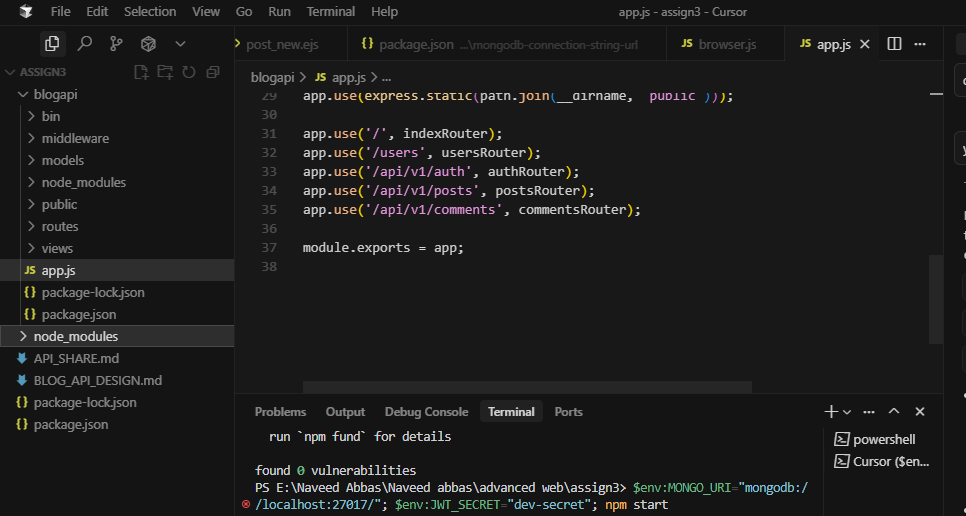 File Edit Selection View Go Run Terminal Help
app.js - assign3 - Cursor
post_new.ejs
{} package.json ...\mongodb-connection-string-url
JS browser.js
JS app.js
ASSIGN3
blogapi
bin
middleware
models
node_modules
public
routes
views
JS app.js
{} package-lock.json
{} package.json
node_modules
API_SHARE.md
BLOG_API_DESIGN.md
{} package-lock.json
{} package.json
blogapi > JS app.js > ...
29 app.use(express.static(path.join(__dirname, 'public')));
30
31 app.use('/', indexRouter);
32 app.use('/users', usersRouter);
33 app.use('/api/v1/auth', authRouter);
34 app.use('/api/v1/posts', postsRouter);
35 app.use('/api/v1/comments', commentsRouter);
36
37 module.exports = app;
38
Problems Output Debug Console Terminal Ports
run `npm fund` for details
found 0 vulnerabilities
PS E:\Naveed Abbas\Naveed abbas\advanced web\assign3> $env:MONGO_URI="mongodb:/
/localhost:27017/"; $env:JWT_SECRET="dev-secret"; npm start
powershell
Cursor ($en...